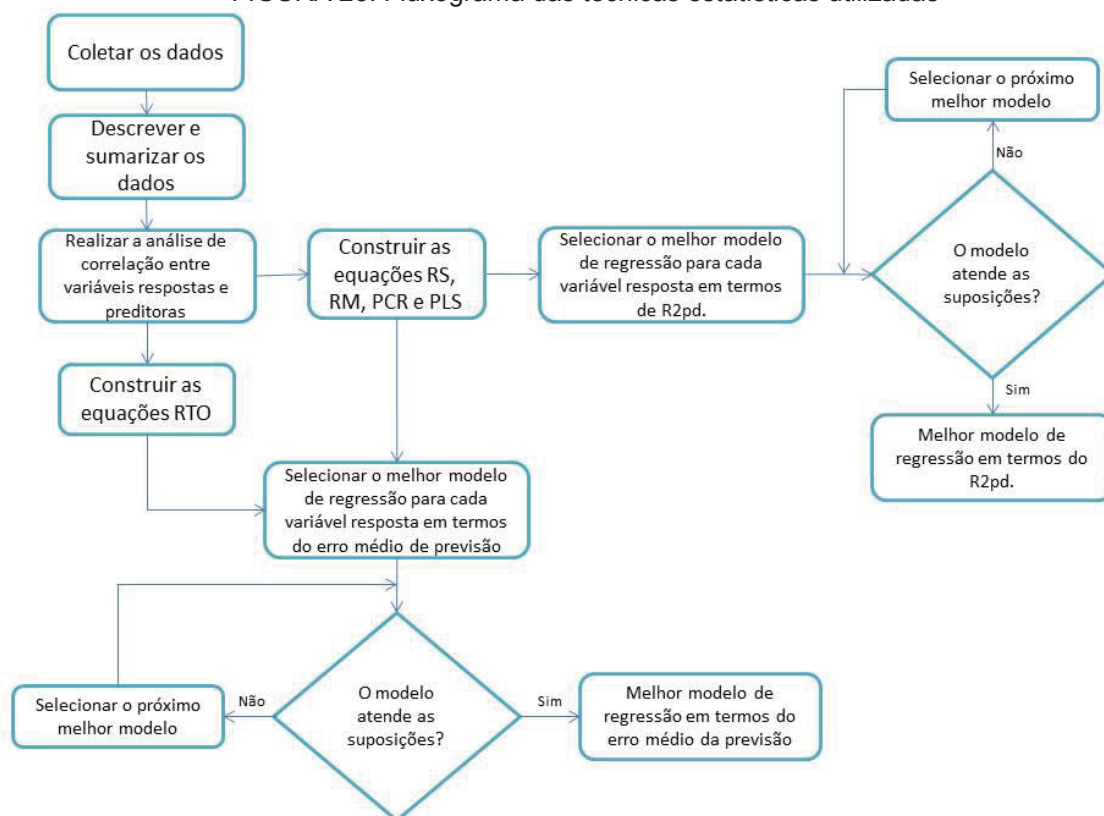 Coletar os dados
Descrever e
sumarizar os
dados
Realizar a análise de
correlação entre
variáveis respostas e
preditoras
Construir as
equações RS,
RM, PCR e PLS
Selecionar o melhor modelo
de regressão para cada
variável resposta em termos
de R2pd.
Selecionar o próximo
melhor modelo
Não
O modelo
atende as
suposições?
Sim
Melhor modelo de
regressão em termos do
R2pd.
Construir as
equações RTO
Selecionar o melhor modelo
de regressão para cada
variável resposta em termos
do erro médio de previsão
Selecionar o próximo
melhor modelo
Não
O modelo
atende as
suposições?
Sim
Melhor modelo de
regressão em termos do
erro médio da previsão